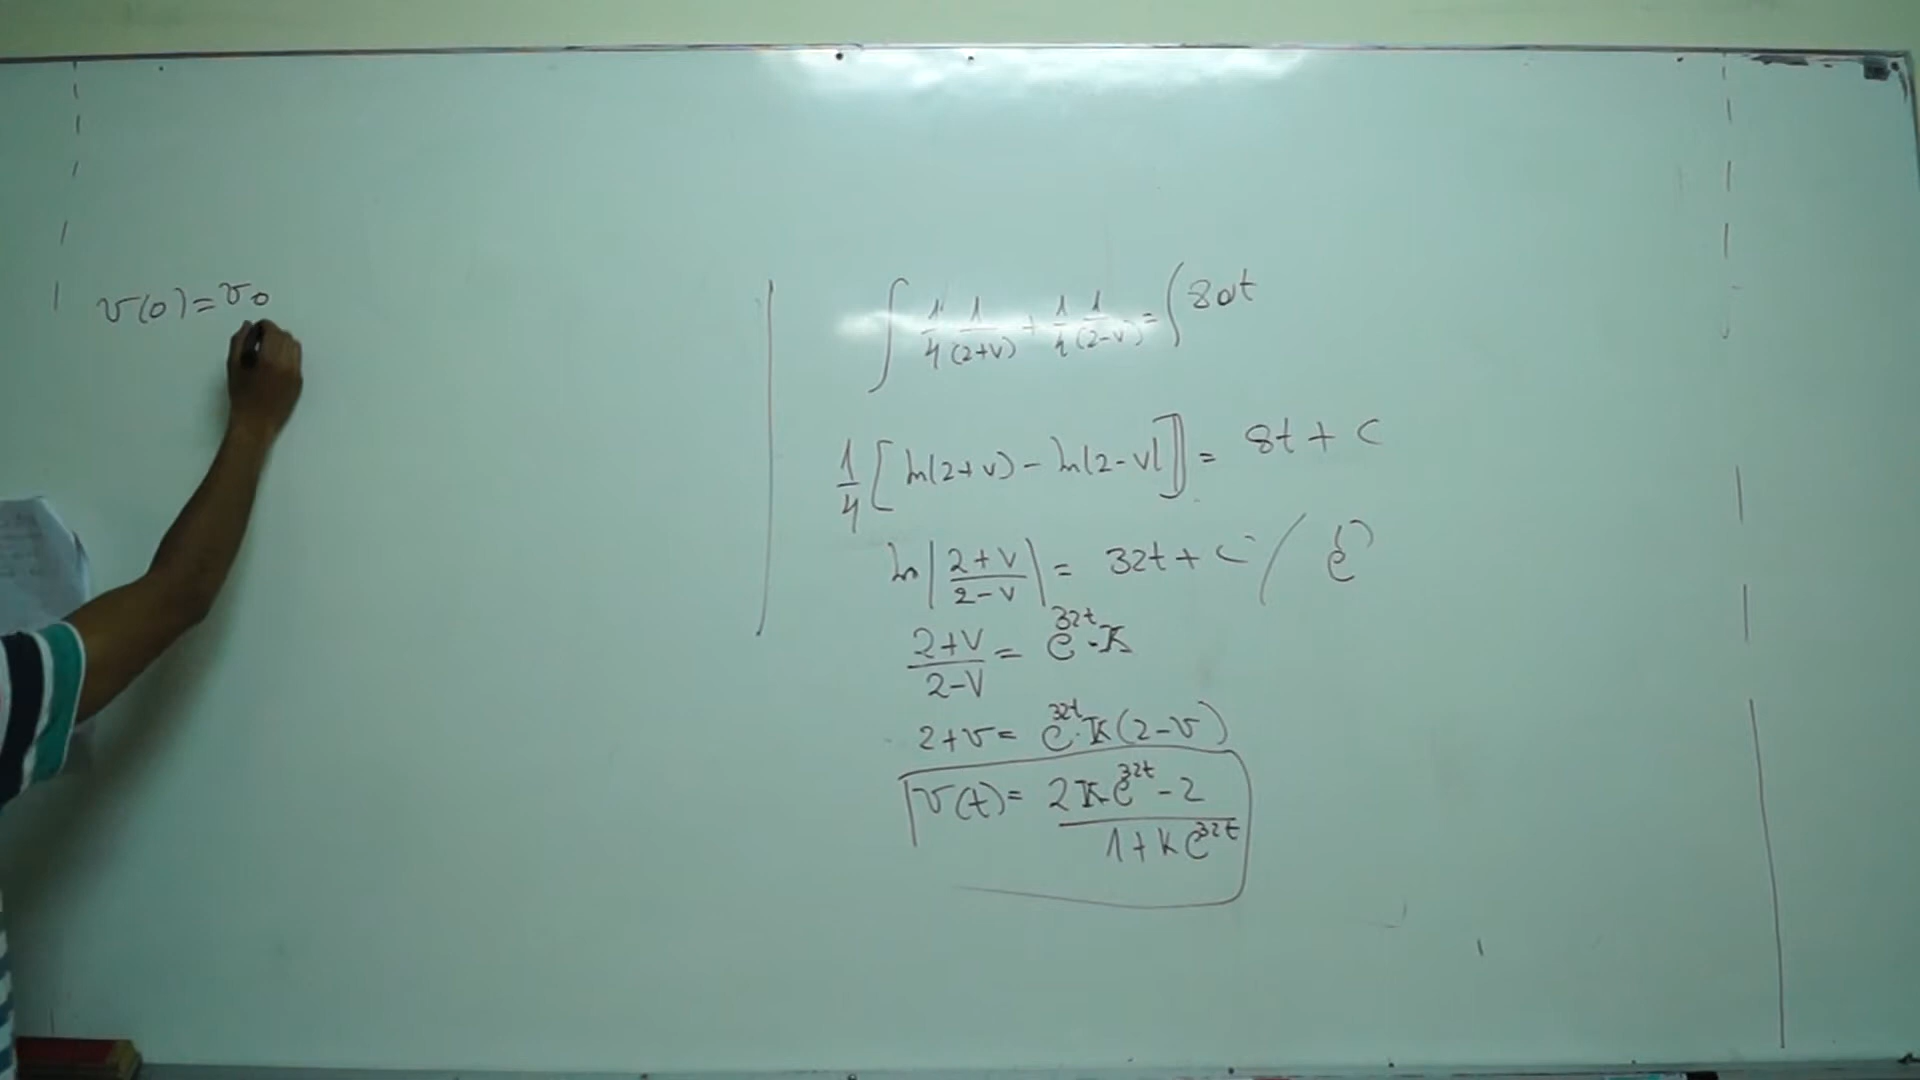 v(0) = v₀
∫ 1/4 1/(2+v) + 1/4 1/(2-v) = ∫ 8dt
1/4 [ln(2+v) - ln|2-v|] = 8t + c
ln|2+v/2-v| = 32t + c / e^()
2+v/2-v = e^32t · K
2+v = e^32t · K(2-v)
v(t) = 2Ke^32t - 2/1+Ke^32t